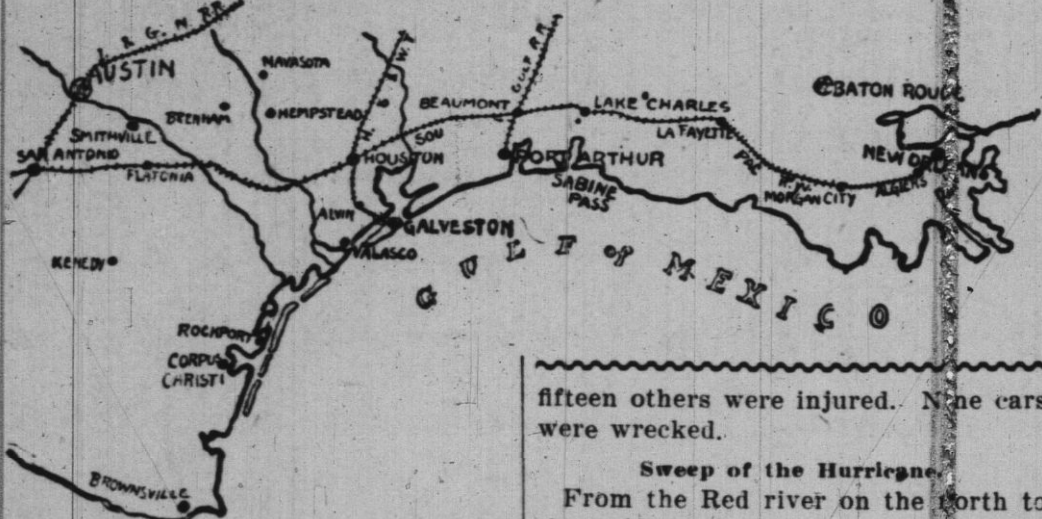 I. & G. N. RR.
AUSTIN
NAVASOTA
HEMPSTEAD
BRENHAM
SMITHVILLE
SAN ANTONIO
FLATONIA
HOUSTON
SOU
BEAUMONT
GULF R.R.
LAKE CHARLES
LA FAYETTE
PAC
R.W.
BATON ROUGE
NEW ORLEANS
ALGIERS
MORGAN CITY
PORT ARTHUR
SABINE PASS
ALVIN
GALVESTON
VALASCO
KENEDY
GULF of MEXICO
ROCKPORT
CORPUS
CHRISTI
BROWNSVILLE
fifteen others were injured. Nine cars
were wrecked.
Sweep of the Hurricane.
From the Red river on the north to